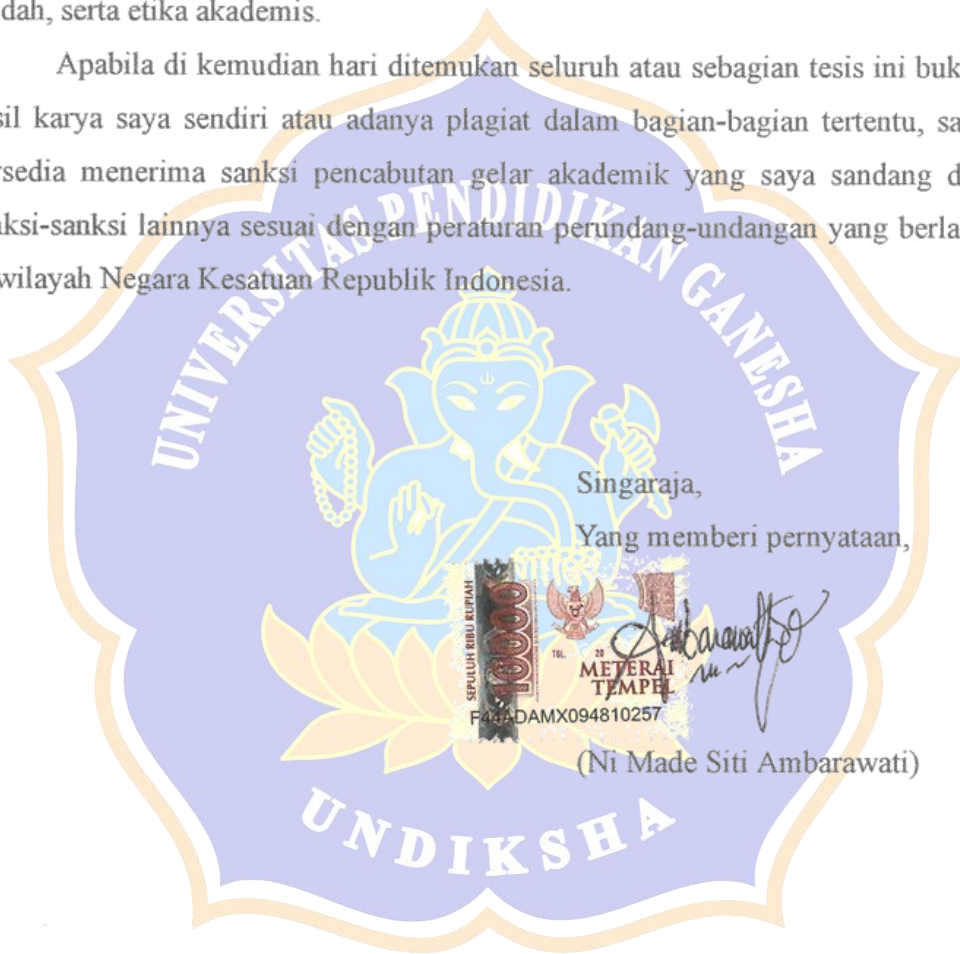 dah, serta etika akademis.
Apabila di kemudian hari ditemukan seluruh atau sebagian tesis ini buk
sil karya saya sendiri atau adanya plagiat dalam bagian-bagian tertentu, sa
rsedia menerima sanksi pencabutan gelar akademik yang saya sandang d
ksi-sanksi lainnya sesuai dengan peraturan perundang-undangan yang berla
wilayah Negara Kesatuan Republik Indonesia.
UNIVERSITAS PENDIDIKAN GANESHA
Singaraja,
Yang memberi pernyataan,
SEPULUH RIBU RUPIAH
10000
TGL. 20
METERAI
TEMPEL
F44ADAMX094810257
(Ni Made Siti Ambarawati)
UNDIKSHA